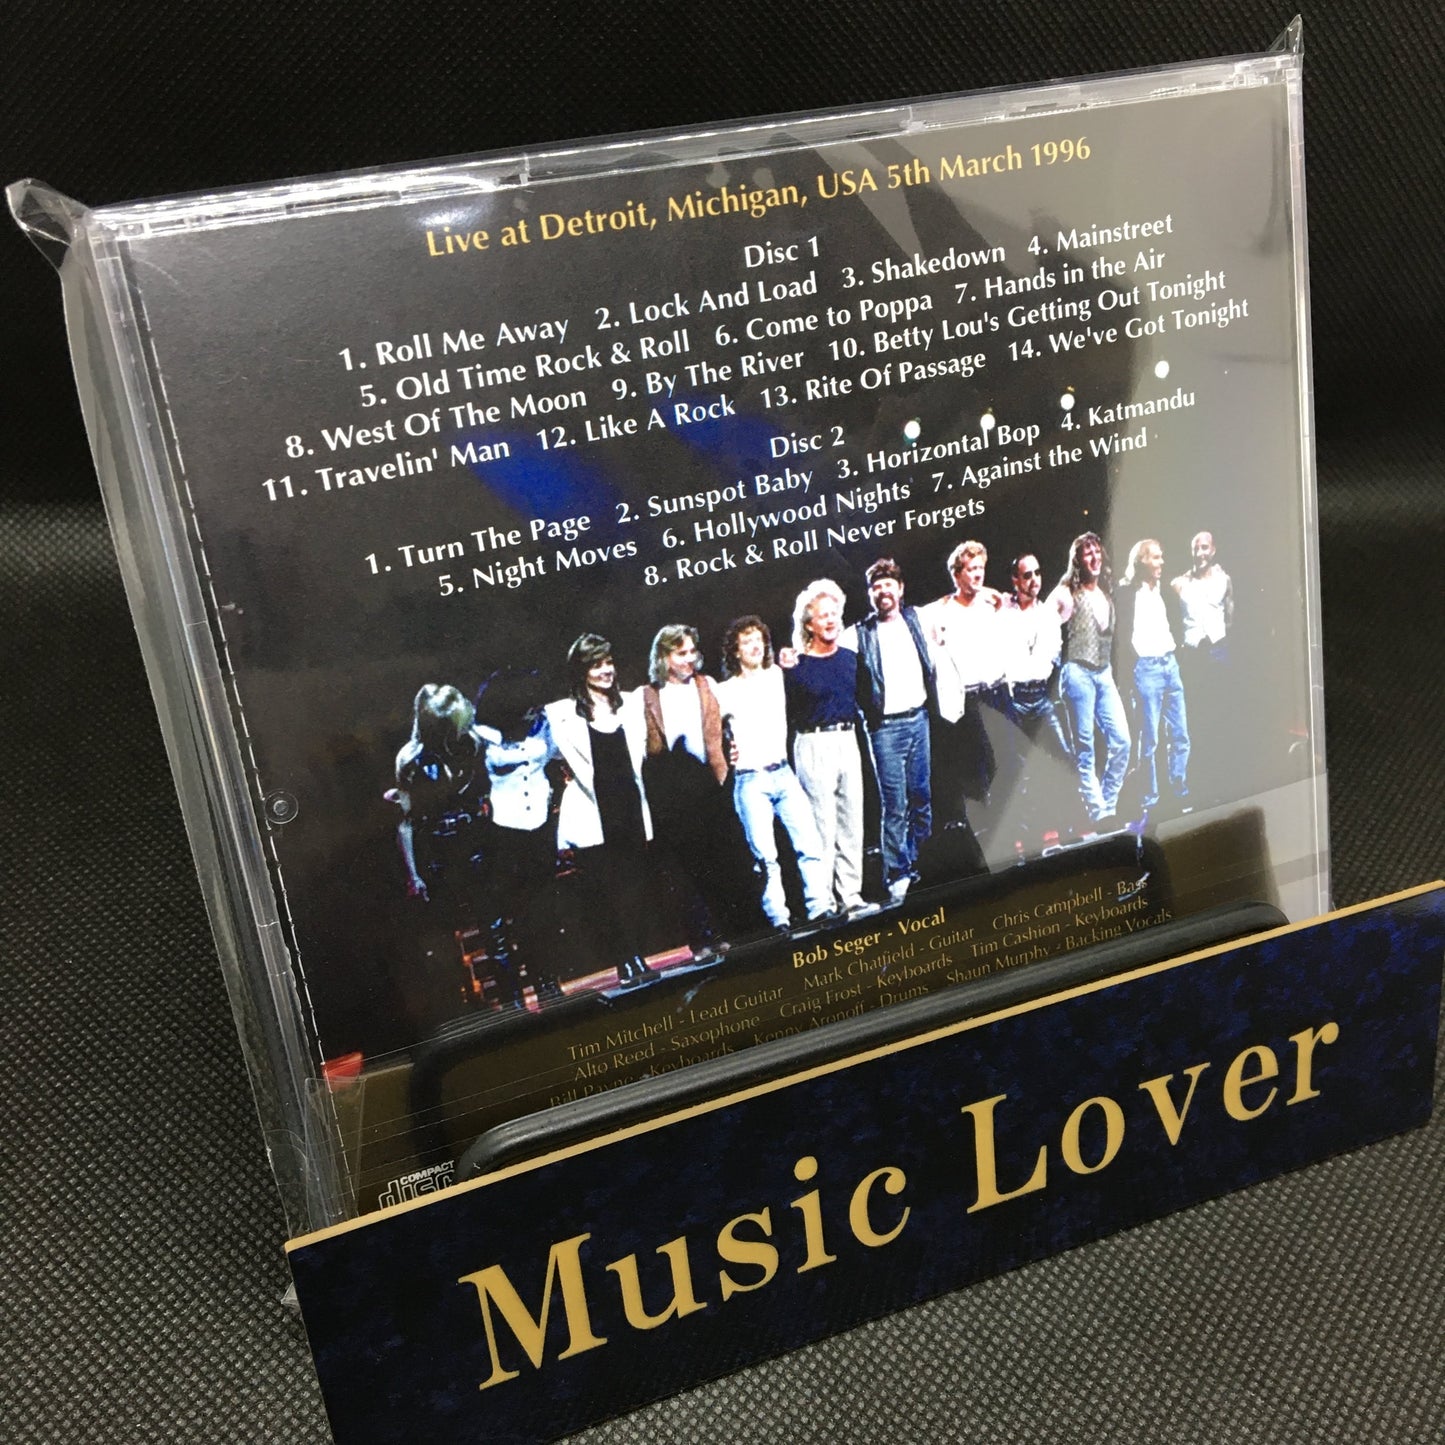 Live at Detroit, Michigan, USA 5th March 1996
Disc 1
1. Roll Me Away 2. Lock And Load 3. Shakedown 4. Mainstreet
5. Old Time Rock & Roll 6. Come to Poppa 7. Hands in the Air
8. West Of The Moon 9. By The River 10. Betty Lou's Getting Out Tonight
11. Travelin' Man 12. Like A Rock 13. Rite Of Passage 14. We've Got Tonight
Disc 2
1. Turn The Page 2. Sunspot Baby 3. Horizontal Bop 4. Katmandu
5. Night Moves 6. Hollywood Nights 7. Against the Wind
8. Rock & Roll Never Forgets
Bob Seger - Vocal
Tim Mitchell - Lead Guitar Mark Chatfield - Guitar Chris Campbell - Bass
Alto Reed - Saxophone Craig Frost - Keyboards Tim Cashion - Keyboards
Bill Payne - Keyboards Kenny Aronoff - Drums Shaun Murphy - Backing Vocals
COMPACT
disc
Music Lover